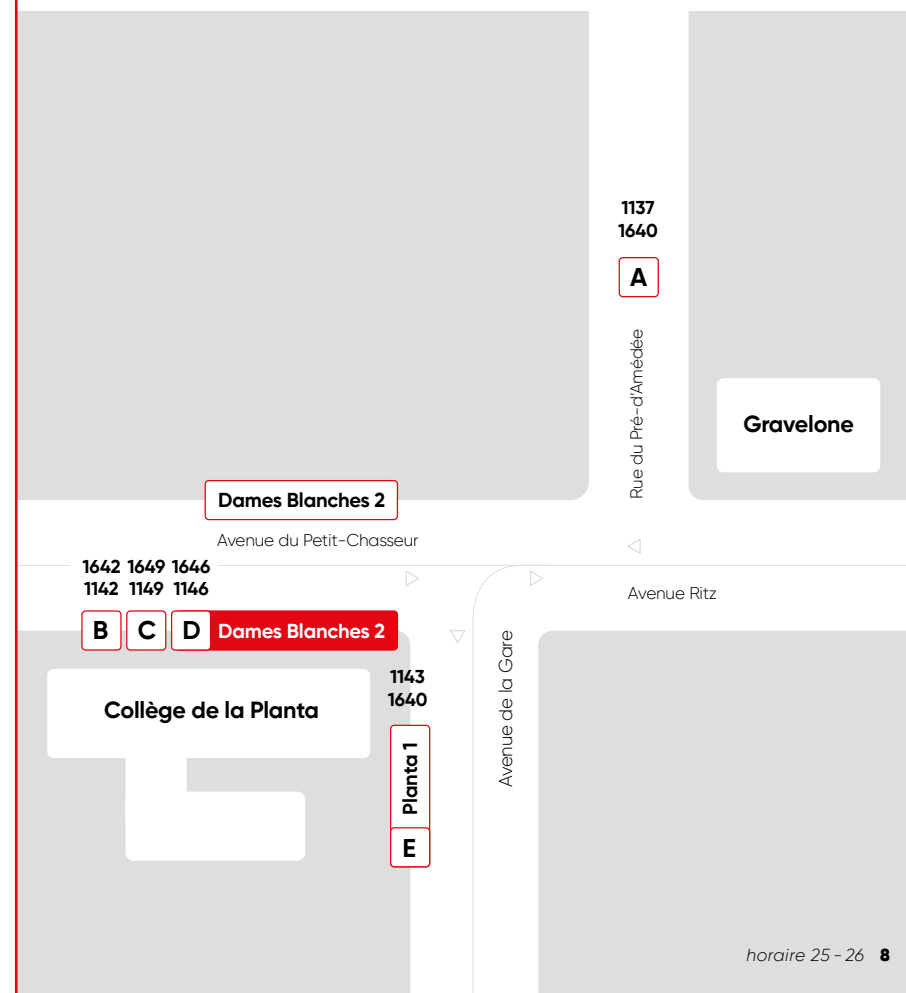 1137
1640
A
Rue du Pré-d'Amédée
Gravelone
Dames Blanches 2
Avenue du Petit-Chasseur
1642 1649 1646
1142 1149 1146
Avenue Ritz
B C D Dames Blanches 2
Avenue de la Gare
1143
1640
Collège de la Planta
Planta 1
E
horaire 25 - 26 8